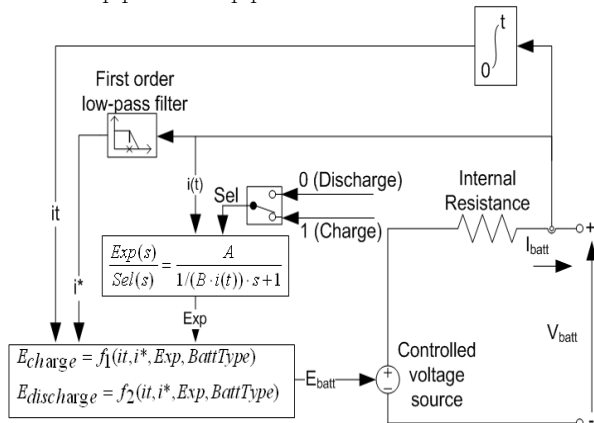 t
∫
0
First order
low-pass filter
i(t)
Sel
0 (Discharge)
1 (Charge)
Internal
Resistance
+
I_batt
it
i*
Exp(s)/Sel(s) = A/(1/(B·i(t))·s+1)
Exp
V_batt
E_charge = f_1(it,i*,Exp,BattType)
E_discharge = f_2(it,i*,Exp,BattType)
E_batt
+
−
Controlled
voltage
source
-